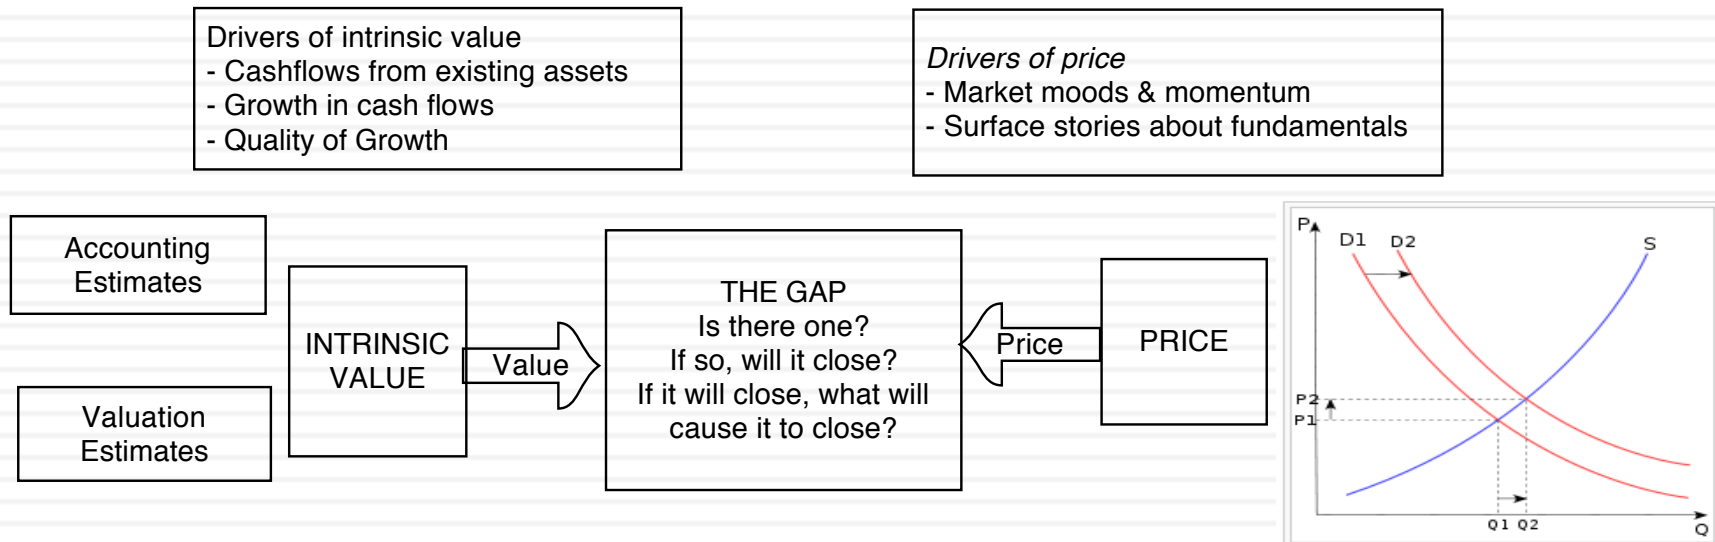 Drivers of intrinsic value
- Cashflows from existing assets
- Growth in cash flows
- Quality of Growth
Drivers of price
- Market moods & momentum
- Surface stories about fundamentals
Accounting
Estimates
Valuation
Estimates
INTRINSIC
VALUE
Value
THE GAP
Is there one?
If so, will it close?
If it will close, what will
cause it to close?
Price
PRICE
P
D1 D2
S
P2
P1
Q1 Q2
Q